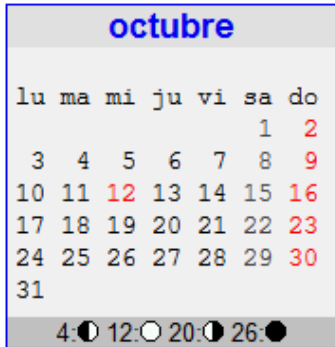 octubre
lu ma mi ju vi sa do
1 2
3 4 5 6 7 8 9
10 11 12 13 14 15 16
17 18 19 20 21 22 23
24 25 26 27 28 29 30
31
4:◐ 12:○ 20:◑ 26:●